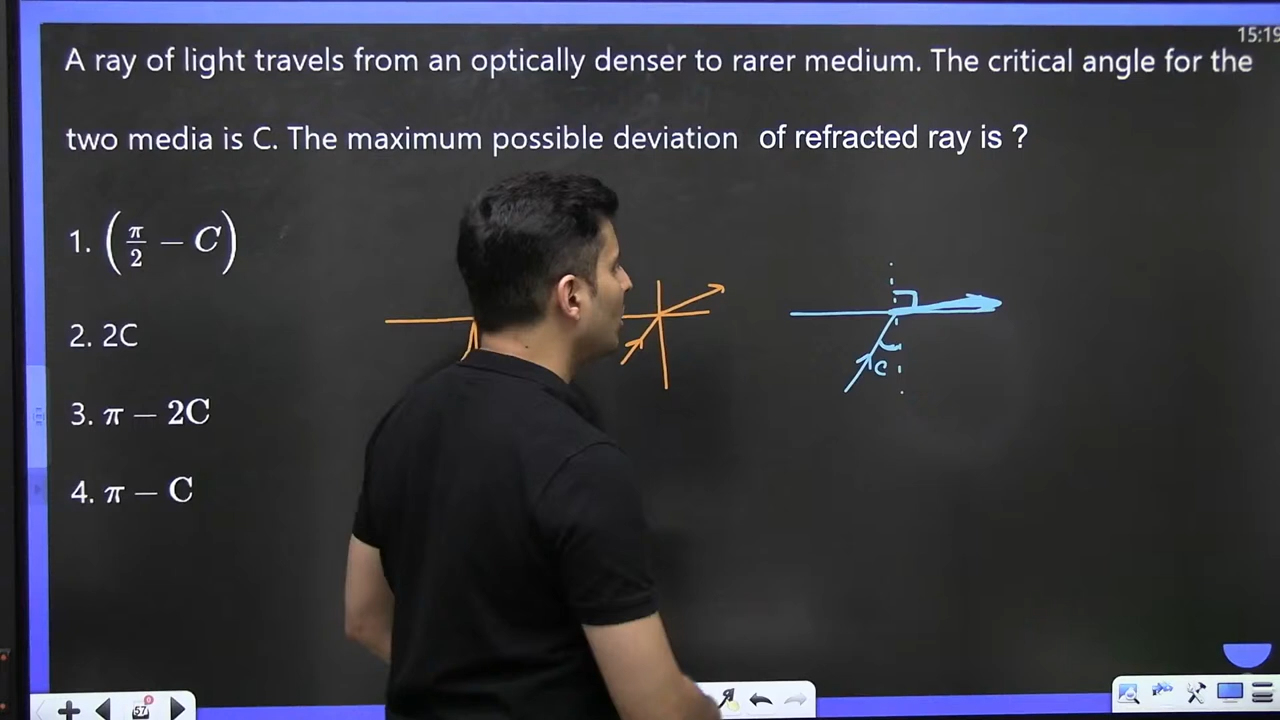 15:19
A ray of light travels from an optically denser to rarer medium. The critical angle for the
two media is C. The maximum possible deviation of refracted ray is ?
1. (π/2 − C)
2. 2C
3. π − 2C
4. π − C
C
57